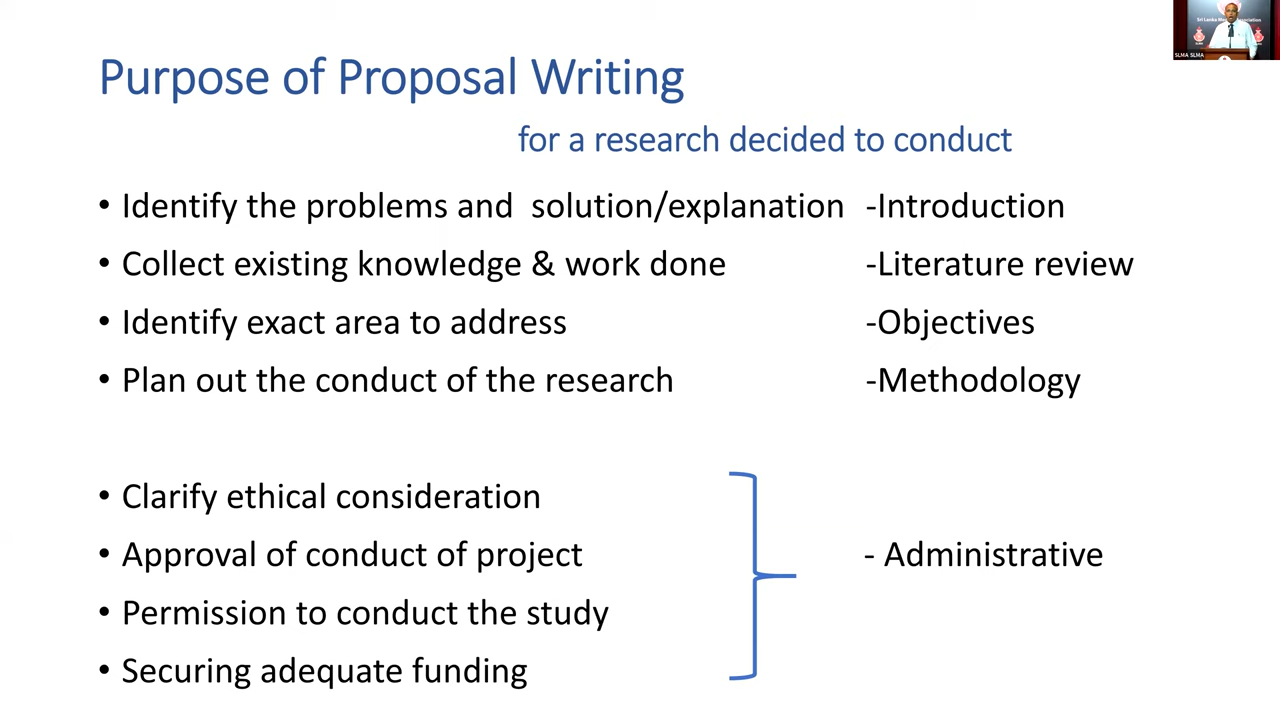 Purpose of Proposal Writing
for a research decided to conduct
• Identify the problems and solution/explanation -Introduction
• Collect existing knowledge & work done -Literature review
• Identify exact area to address -Objectives
• Plan out the conduct of the research -Methodology
• Clarify ethical consideration
• Approval of conduct of project - Administrative
• Permission to conduct the study
• Securing adequate funding
SLMA SLMA